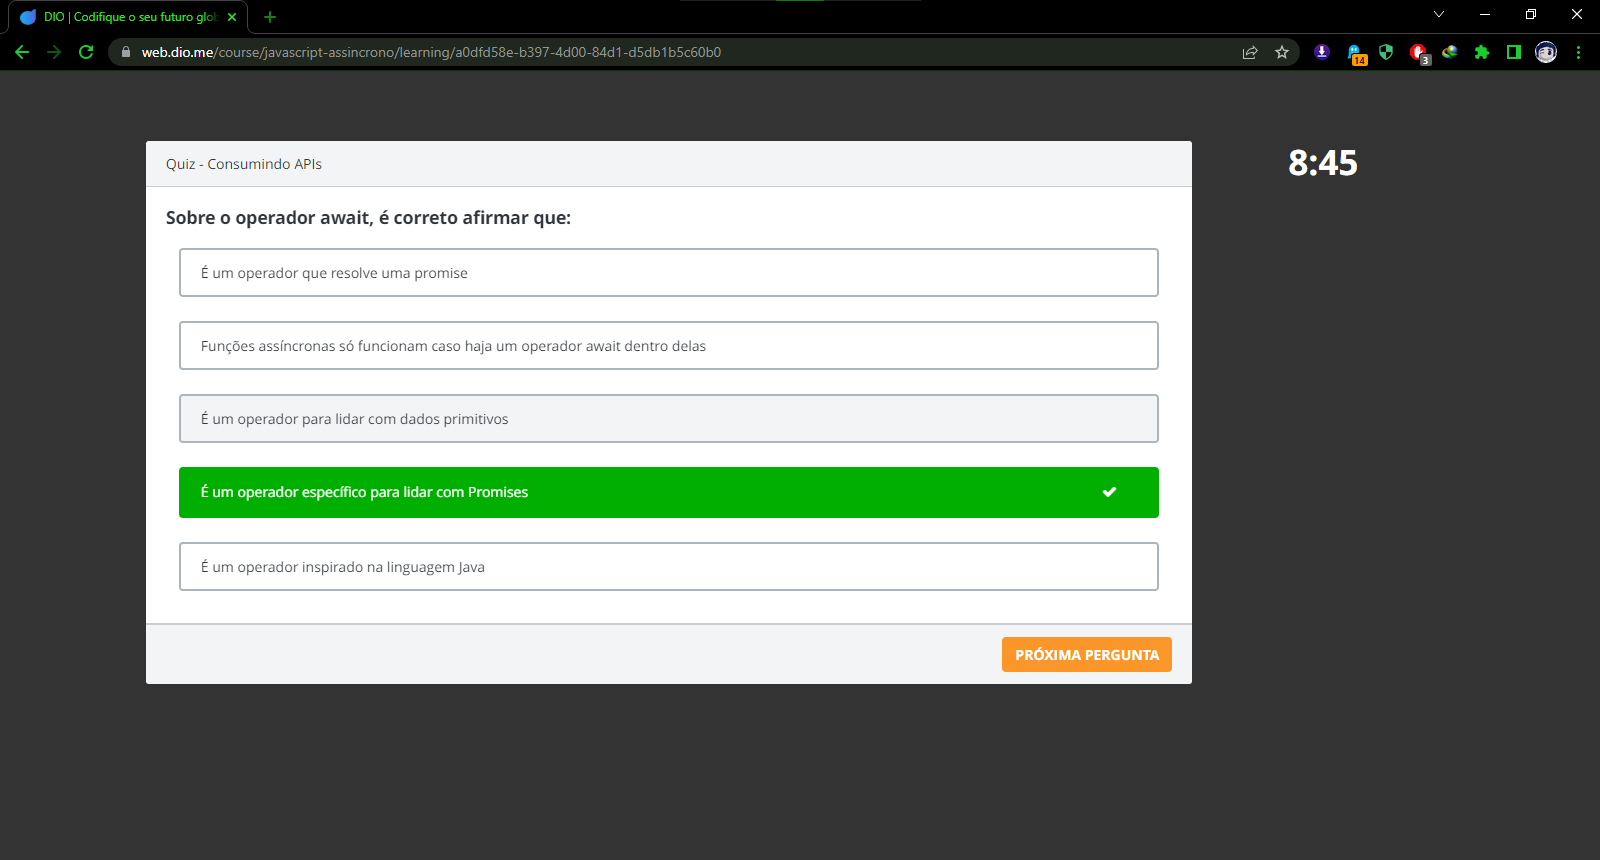 DIO | Codifique o seu futuro glob
web.dio.me/course/javascript-assincrono/learning/a0dfd58e-b397-4d00-84d1-d5db1b5c60b0
14
3
Quiz - Consumindo APIs
8:45
Sobre o operador await, é correto afirmar que:
É um operador que resolve uma promise
Funções assíncronas só funcionam caso haja um operador await dentro delas
É um operador para lidar com dados primitivos
É um operador específico para lidar com Promises
É um operador inspirado na linguagem Java
PRÓXIMA PERGUNTA